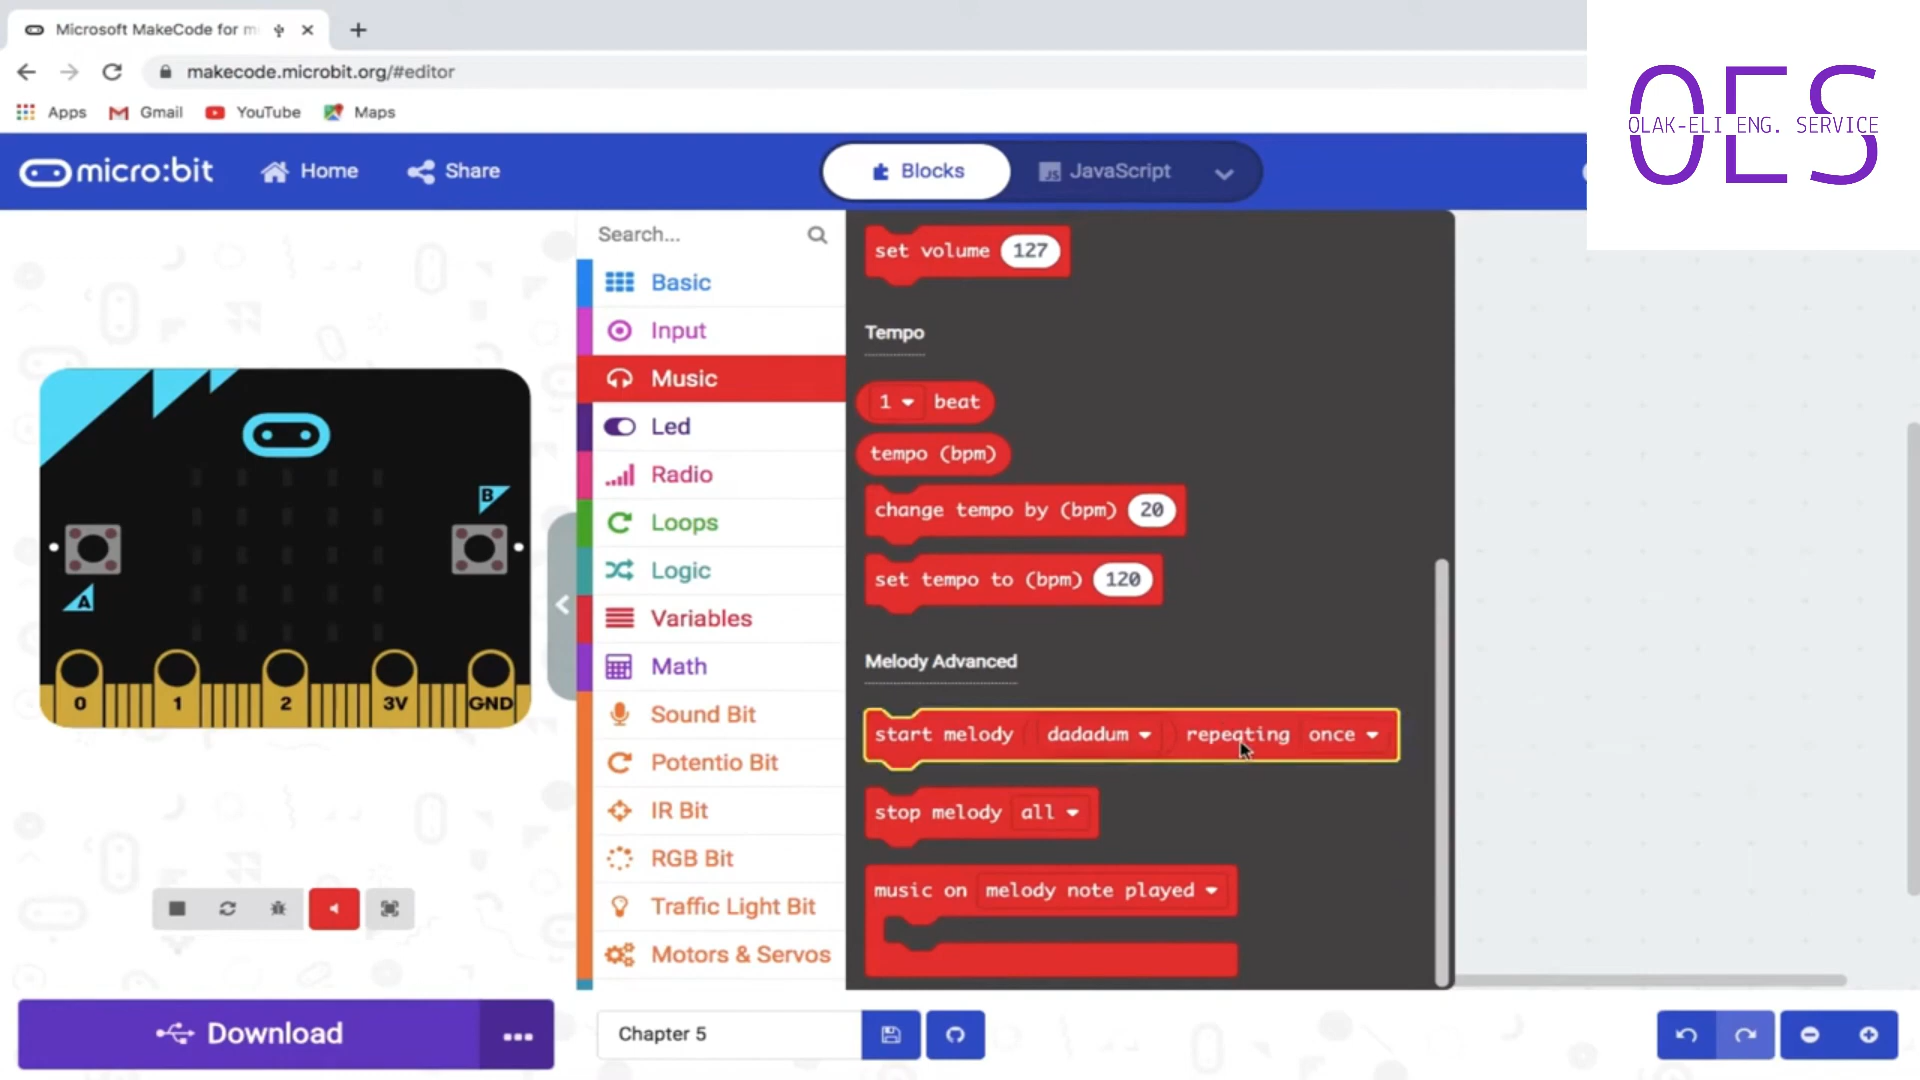 Microsoft MakeCode for mi
makecode.microbit.org/#editor
Apps Gmail YouTube Maps
OES
OLAK-ELI ENG. SERVICE
micro:bit Home Share Blocks JavaScript
Search...
Basic
Input
Music
Led
Radio
Loops
Logic
Variables
Math
Sound Bit
Potentio Bit
IR Bit
RGB Bit
Traffic Light Bit
Motors & Servos
set volume 127
Tempo
1 beat
tempo (bpm)
change tempo by (bpm) 20
set tempo to (bpm) 120
Melody Advanced
start melody dadadum repeating once
stop melody all
music on melody note played
B
A
0 1 2 3V GND
Download ...
Chapter 5